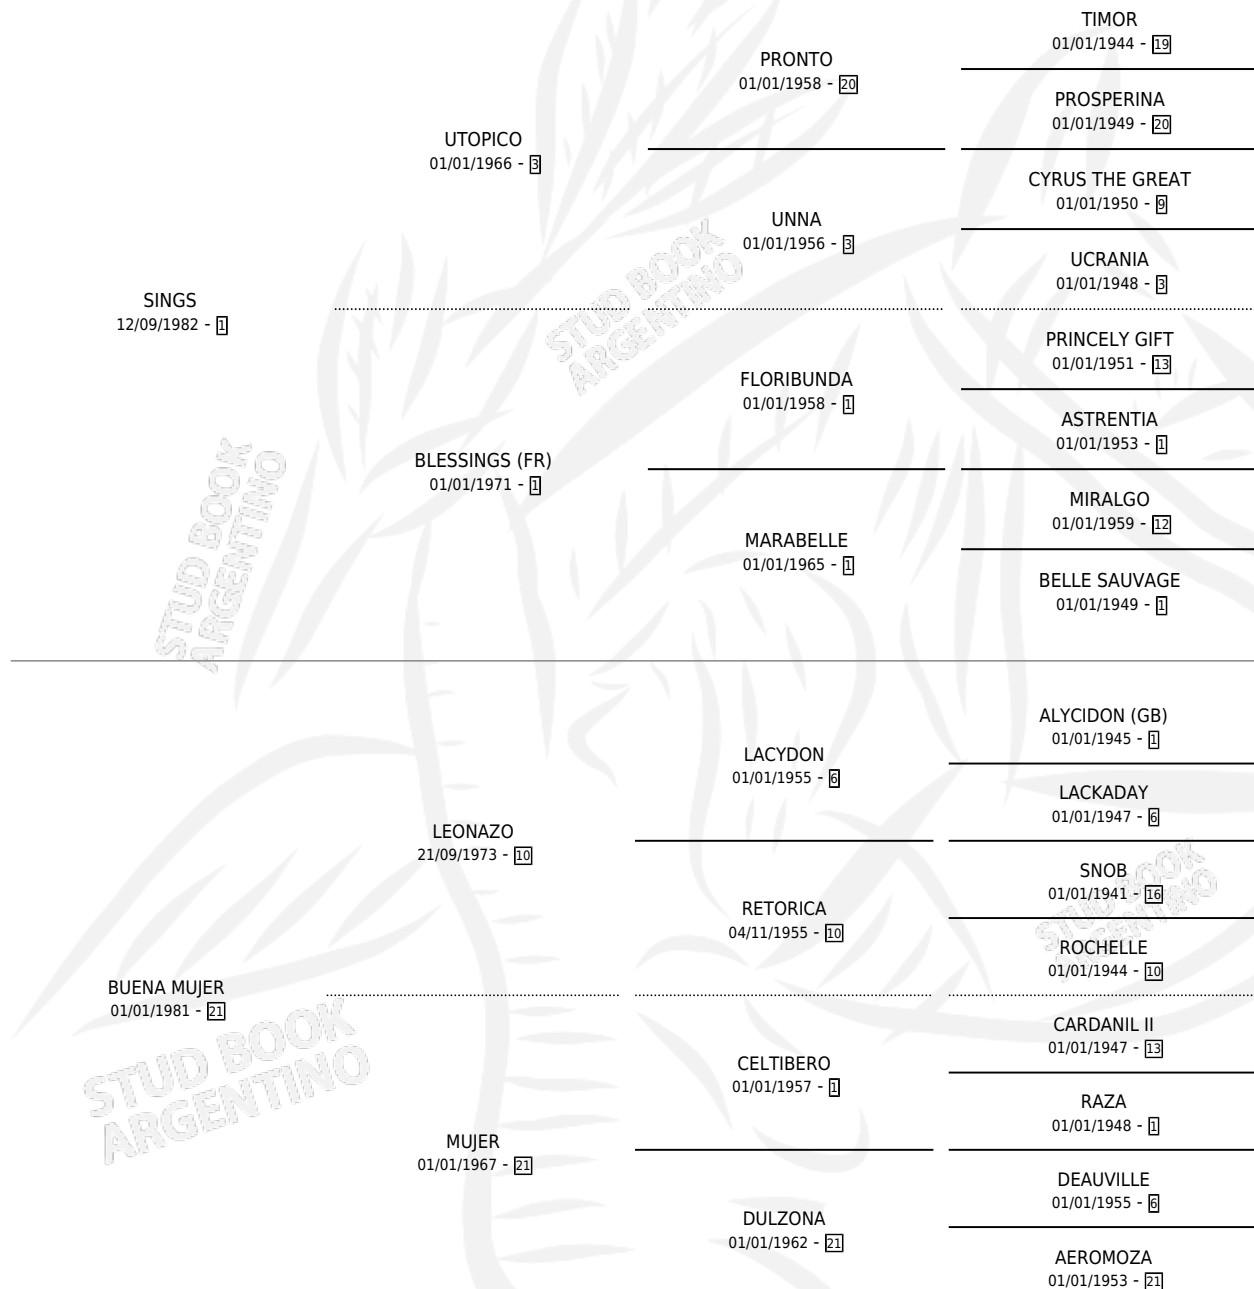 TIMOR
01/01/1944 - 19
PRONTO
01/01/1958 - 20
PROSPERINA
01/01/1949 - 20
UTOPICO
01/01/1966 - 3
CYRUS THE GREAT
01/01/1950 - 9
UNNA
01/01/1956 - 3
UCRANIA
01/01/1948 - 3
SINGS
12/09/1982 - 1
PRINCELY GIFT
01/01/1951 - 13
FLORIBUNDA
01/01/1958 - 1
ASTRENTIA
01/01/1953 - 1
BLESSINGS (FR)
01/01/1971 - 1
MIRALGO
01/01/1959 - 12
MARABELLE
01/01/1965 - 1
BELLE SAUVAGE
01/01/1949 - 1
STUD BOOK
ARGENTINO
STUD BOOK
ARGENTINO
ALYCIDON (GB)
01/01/1945 - 1
LACYDON
01/01/1955 - 6
LACKADAY
01/01/1947 - 6
LEONAZO
21/09/1973 - 10
SNOB
01/01/1941 - 16
RETORICA
04/11/1955 - 10
ROCHELLE
01/01/1944 - 10
BUENA MUJER
01/01/1981 - 21
CARDANIL II
01/01/1947 - 13
CELTIBERO
01/01/1957 - 1
RAZA
01/01/1948 - 1
MUJER
01/01/1967 - 21
DEAUVILLE
01/01/1955 - 6
DULZONA
01/01/1962 - 21
AEROMOZA
01/01/1953 - 21
STUD BOOK
ARGENTINO
STUD BOOK
ARGENTINO